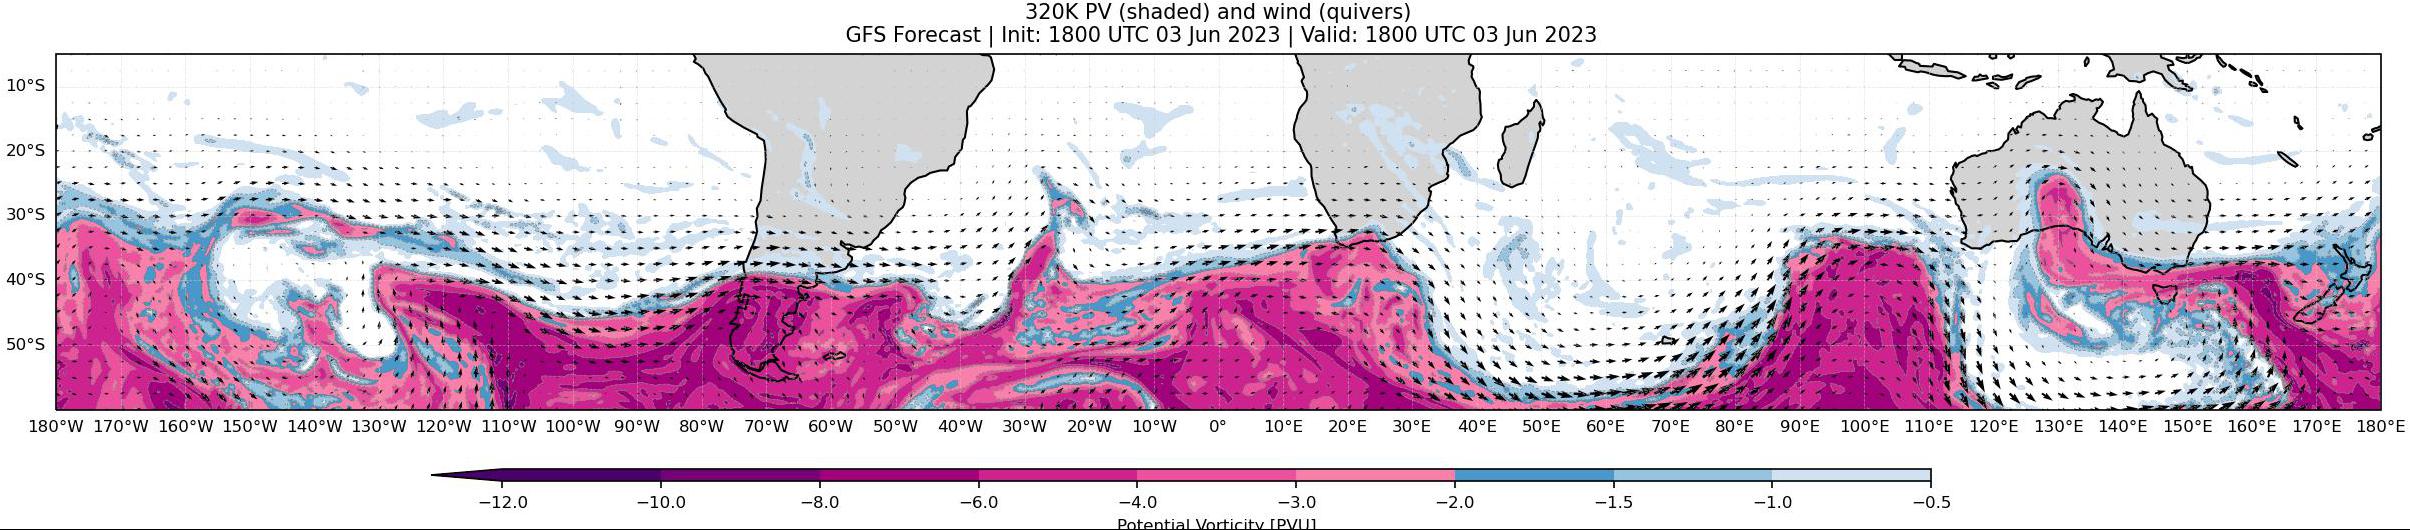 320K PV (shaded) and wind (quivers)
GFS Forecast | Init: 1800 UTC 03 Jun 2023 | Valid: 1800 UTC 03 Jun 2023
10°S
20°S
30°S
40°S
50°S
180°W 170°W 160°W 150°W 140°W 130°W 120°W 110°W 100°W 90°W 80°W 70°W 60°W 50°W 40°W 30°W 20°W 10°W 0° 10°E 20°E 30°E 40°E 50°E 60°E 70°E 80°E 90°E 100°E 110°E 120°E 130°E 140°E 150°E 160°E 170°E 180°E
−12.0 −10.0 −8.0 −6.0 −4.0 −3.0 −2.0 −1.5 −1.0 −0.5
Potential Vorticity [PVU]